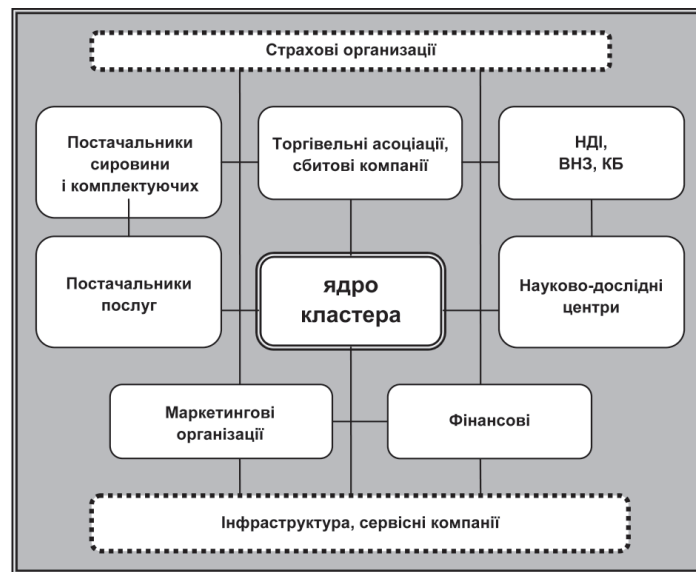 Страхові організації
Постачальники
сировини
і комплектуючих
Торгівельні асоціації,
сбитові компанії
НДІ,
ВНЗ, КБ
Постачальники
послуг
ядро
кластера
Науково-дослідні
центри
Маркетингові
організації
Фінансові
Інфраструктура, сервісні компанії